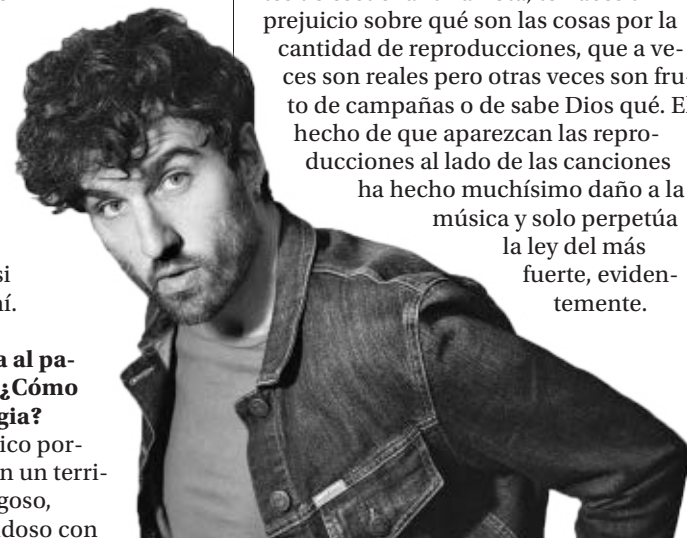 si
a al pa-
¿Cómo
gia?
ico por-
n un terri-
goso,
doso con
prejuicio sobre qué son las cosas por la
cantidad de reproducciones, que a ve-
ces son reales pero otras veces son fru-
to de campañas o de sabe Dios qué. El
hecho de que aparezcan las repro-
ducciones al lado de las canciones
ha hecho muchísimo daño a la
música y solo perpetúa
la ley del más
fuerte, eviden-
temente.